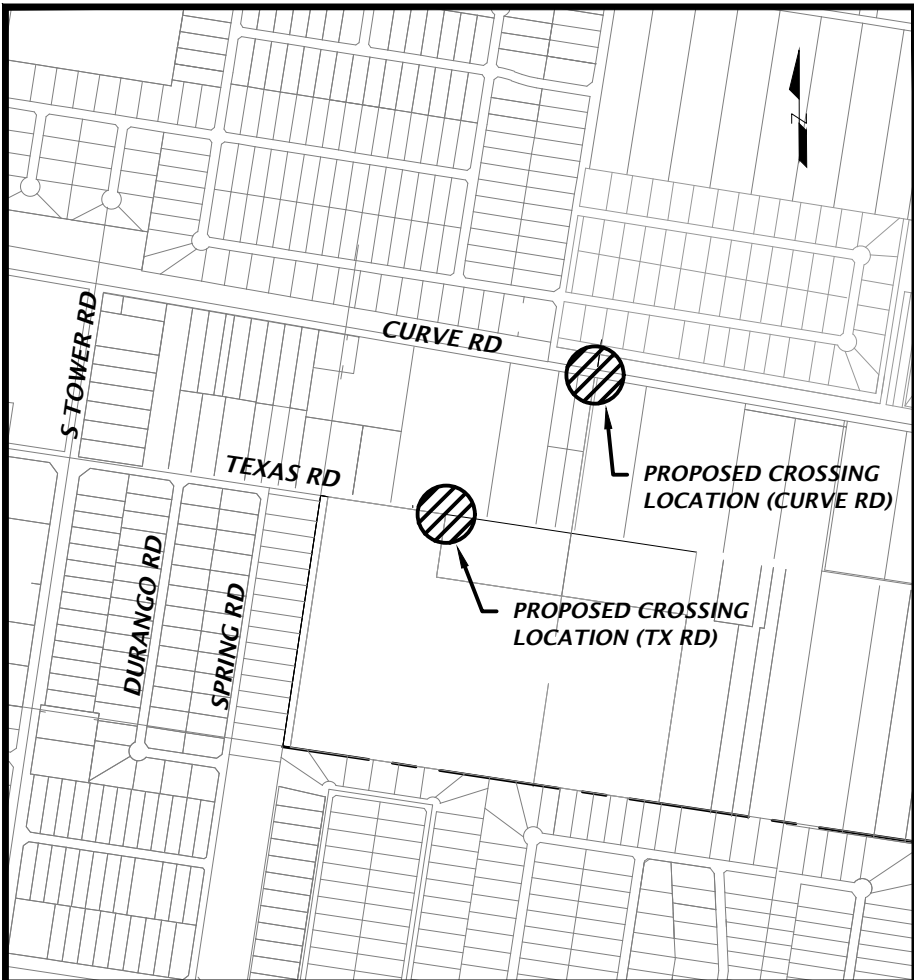 N
CURVE RD
S TOWER RD
TEXAS RD
PROPOSED CROSSING
LOCATION (CURVE RD)
DURANGO RD
SPRING RD
PROPOSED CROSSING
LOCATION (TX RD)